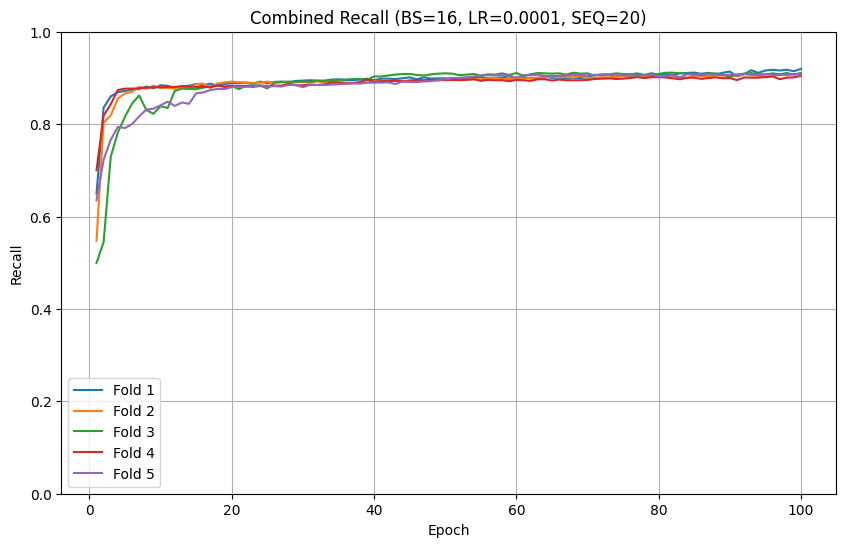 Combined Recall (BS=16, LR=0.0001, SEQ=20)
Recall
1.0
0.8
0.6
0.4
0.2
0.0
Fold 1
Fold 2
Fold 3
Fold 4
Fold 5
0 20 40 60 80 100
Epoch